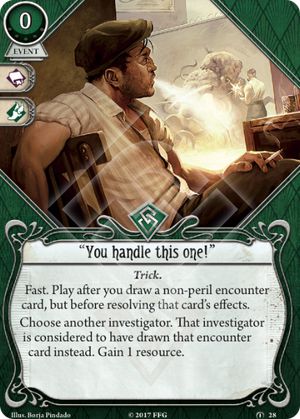 0
EVENT
"You handle this one!"
Trick.
Fast. Play after you draw a non-peril encounter
card, but before resolving that card's effects.
Choose another investigator. That investigator
is considered to have drawn that encounter
card instead. Gain 1 resource.
Illus. Borja Pindado
© 2017 FFG
28